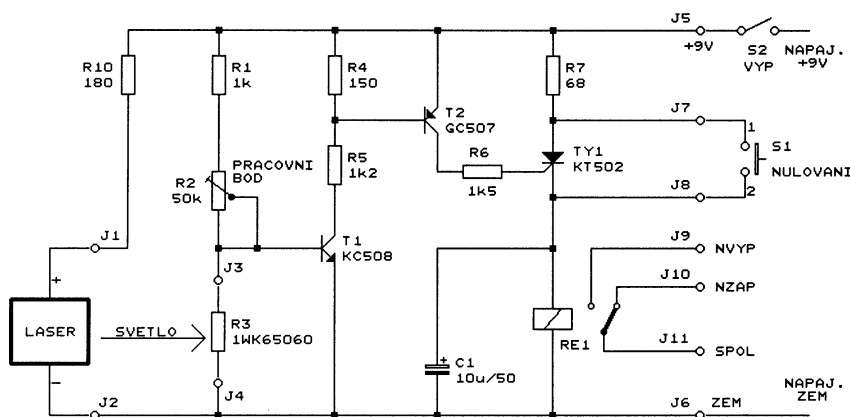 J5
+9V
S2
VYP
NAPAJ.
+9V
R10
180
R1
1k
R4
150
R7
68
T2
GC507
J7
1
S1
NULOVANI
2
J8
TY1
KT502
R6
1k5
R5
1k2
PRACOVNI
BOD
R2
50k
J1
T1
KC508
J3
J9
NVYP
J10
NZAP
+
LASER
SVETLO
R3
1WK65060
RE1
J11
SPOL
+
C1
10u/50
−
J2
J4
J6
ZEM
NAPAJ.
ZEM